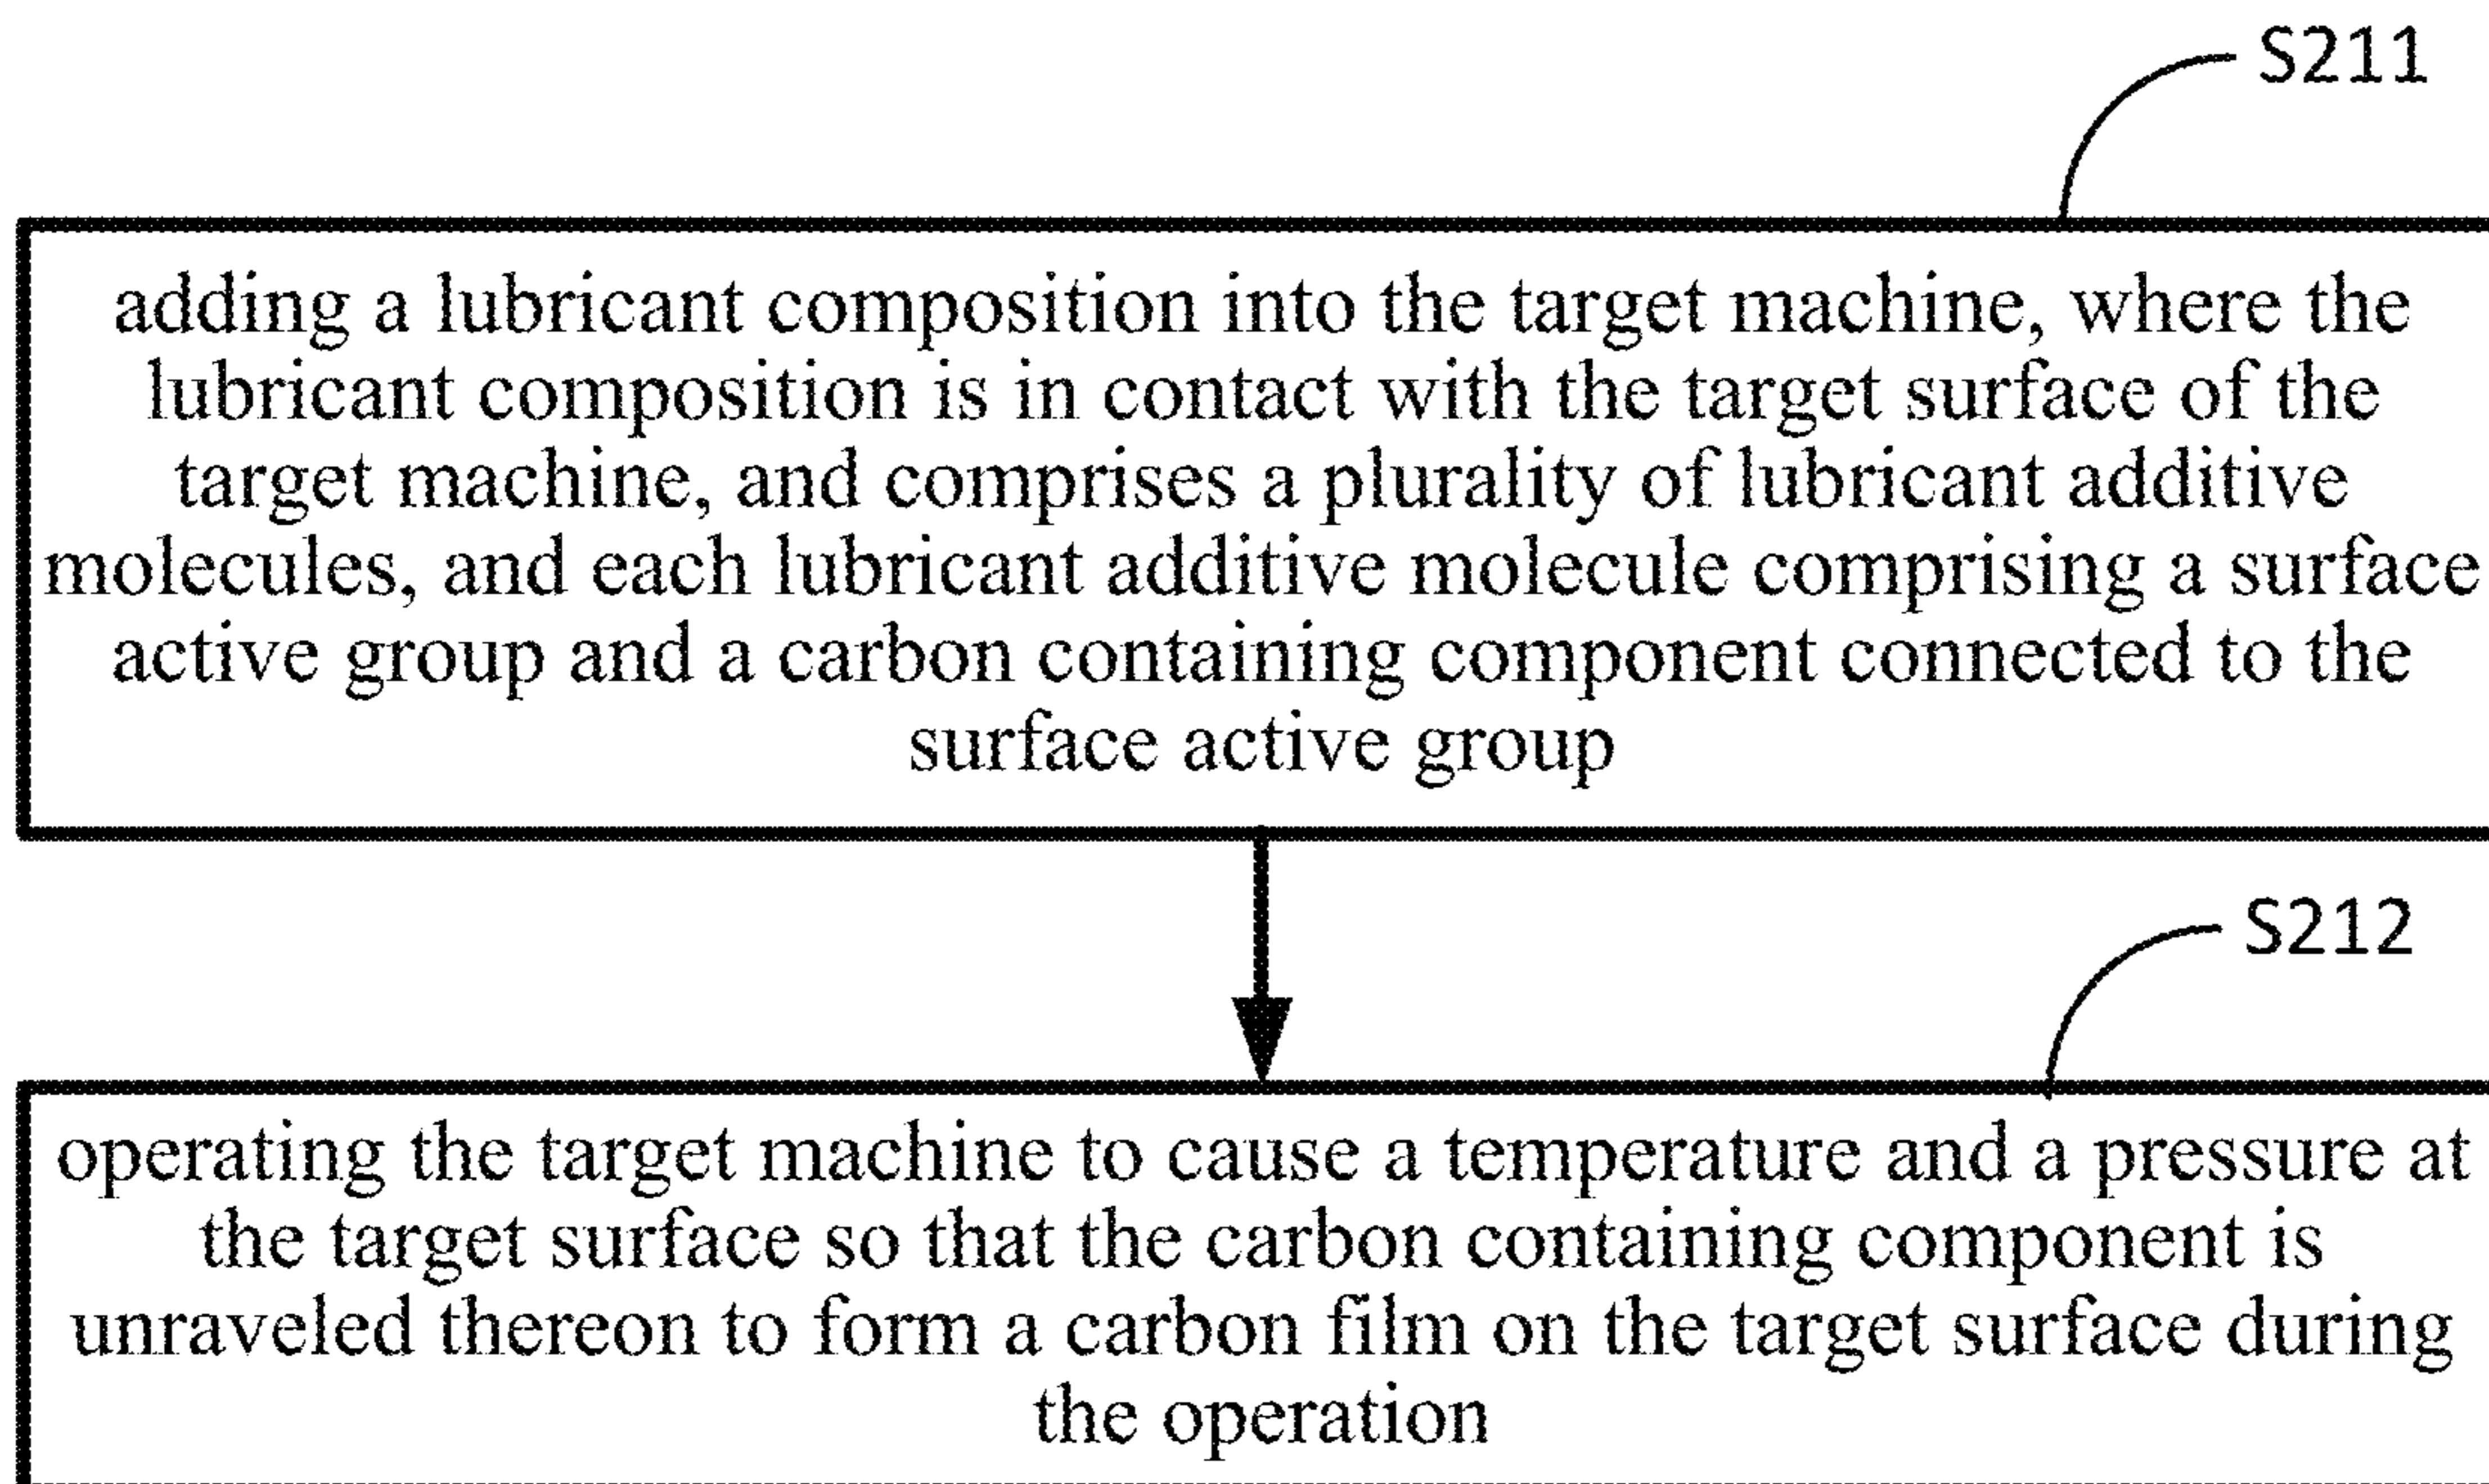 S211
adding a lubricant composition into the target machine, where the
lubricant composition is in contact with the target surface of the
target machine, and comprises a plurality of lubricant additive
molecules, and each lubricant additive molecule comprising a surface
active group and a carbon containing component connected to the
surface active group
S212
operating the target machine to cause a temperature and a pressure at
the target surface so that the carbon containing component is
unraveled thereon to form a carbon film on the target surface during
the operation